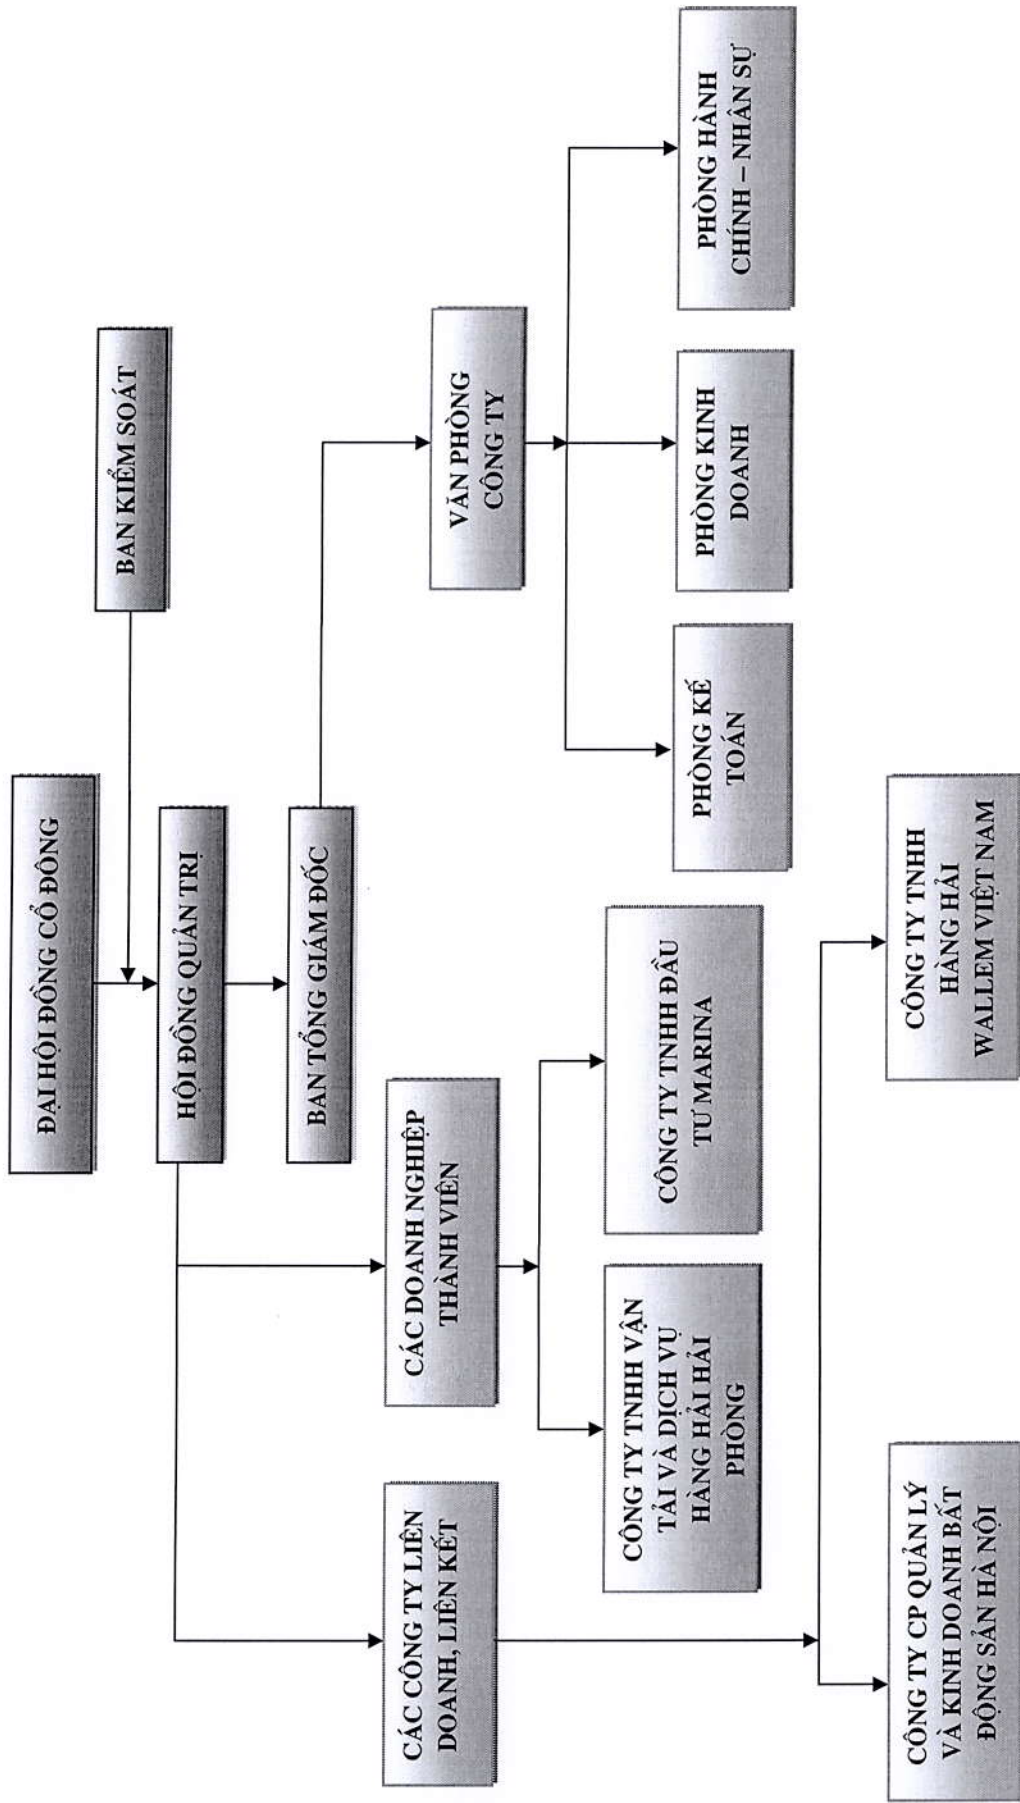 ĐẠI HỘI ĐỒNG CỔ ĐÔNG
BAN KIỂM SOÁT
HỘI ĐỒNG QUẢN TRỊ
BAN TỔNG GIÁM ĐỐC
CÁC CÔNG TY LIÊN
DOANH, LIÊN KẾT
CÁC DOANH NGHIỆP
THÀNH VIÊN
VĂN PHÒNG
CÔNG TY
CÔNG TY TNHH VẬN
TẢI VÀ DỊCH VỤ
HÀNG HẢI HẢI
PHÒNG
CÔNG TY TNHH ĐẦU
TƯ MARINA
PHÒNG KẾ
TOÁN
PHÒNG KINH
DOANH
PHÒNG HÀNH
CHÍNH – NHÂN SỰ
CÔNG TY CP QUẢN LÝ
VÀ KINH DOANH BẤT
ĐỘNG SẢN HÀ NỘI
CÔNG TY TNHH
HÀNG HẢI
WALLEM VIỆT NAM